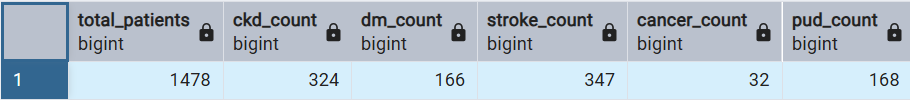 total_patients ckd_count dm_count stroke_count cancer_count pud_count
bigint bigint bigint bigint bigint bigint
1 1478 324 166 347 32 168